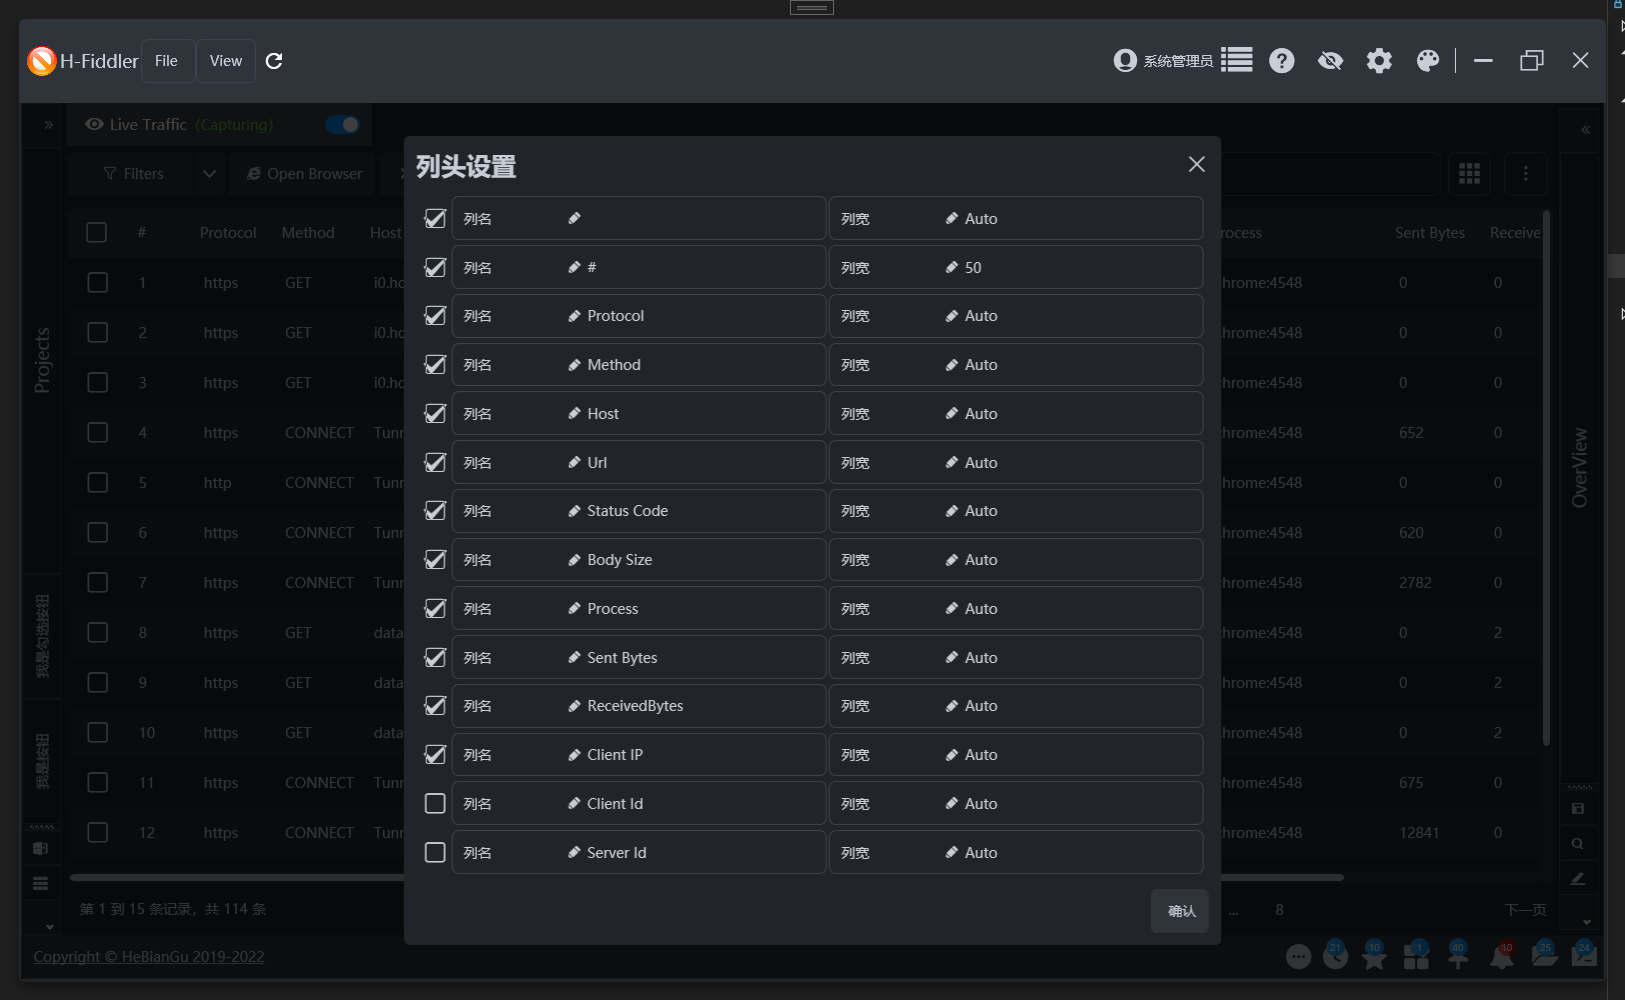 H-Fiddler File View 系统管理员
Live Traffic (Capturing)
Filters Open Browser
# Protocol Method Host rocess Sent Bytes Receive
1 https GET i0.hc hrome:4548 0 0
2 https GET i0.hc hrome:4548 0 0
3 https GET i0.hc hrome:4548 0 0
4 https CONNECT Tunr hrome:4548 652 0
5 http CONNECT Tunr hrome:4548 0 0
6 https CONNECT Tunr hrome:4548 620 0
7 https CONNECT Tunr hrome:4548 2782 0
8 https GET data hrome:4548 0 2
9 https GET data hrome:4548 0 2
10 https GET data hrome:4548 0 2
11 https CONNECT Tunr hrome:4548 675 0
12 https CONNECT Tunr hrome:4548 12841 0
Projects
我是勾选按钮
我是按钮
OverView
列头设置
列名 列宽 Auto
列名 # 列宽 50
列名 Protocol 列宽 Auto
列名 Method 列宽 Auto
列名 Host 列宽 Auto
列名 Url 列宽 Auto
列名 Status Code 列宽 Auto
列名 Body Size 列宽 Auto
列名 Process 列宽 Auto
列名 Sent Bytes 列宽 Auto
列名 ReceivedBytes 列宽 Auto
列名 Client IP 列宽 Auto
列名 Client Id 列宽 Auto
列名 Server Id 列宽 Auto
确认
第 1 到 15 条记录，共 114 条 ... 8 下一页
Copyright © HeBianGu 2019-2022 21 10 1 40 10 25 24